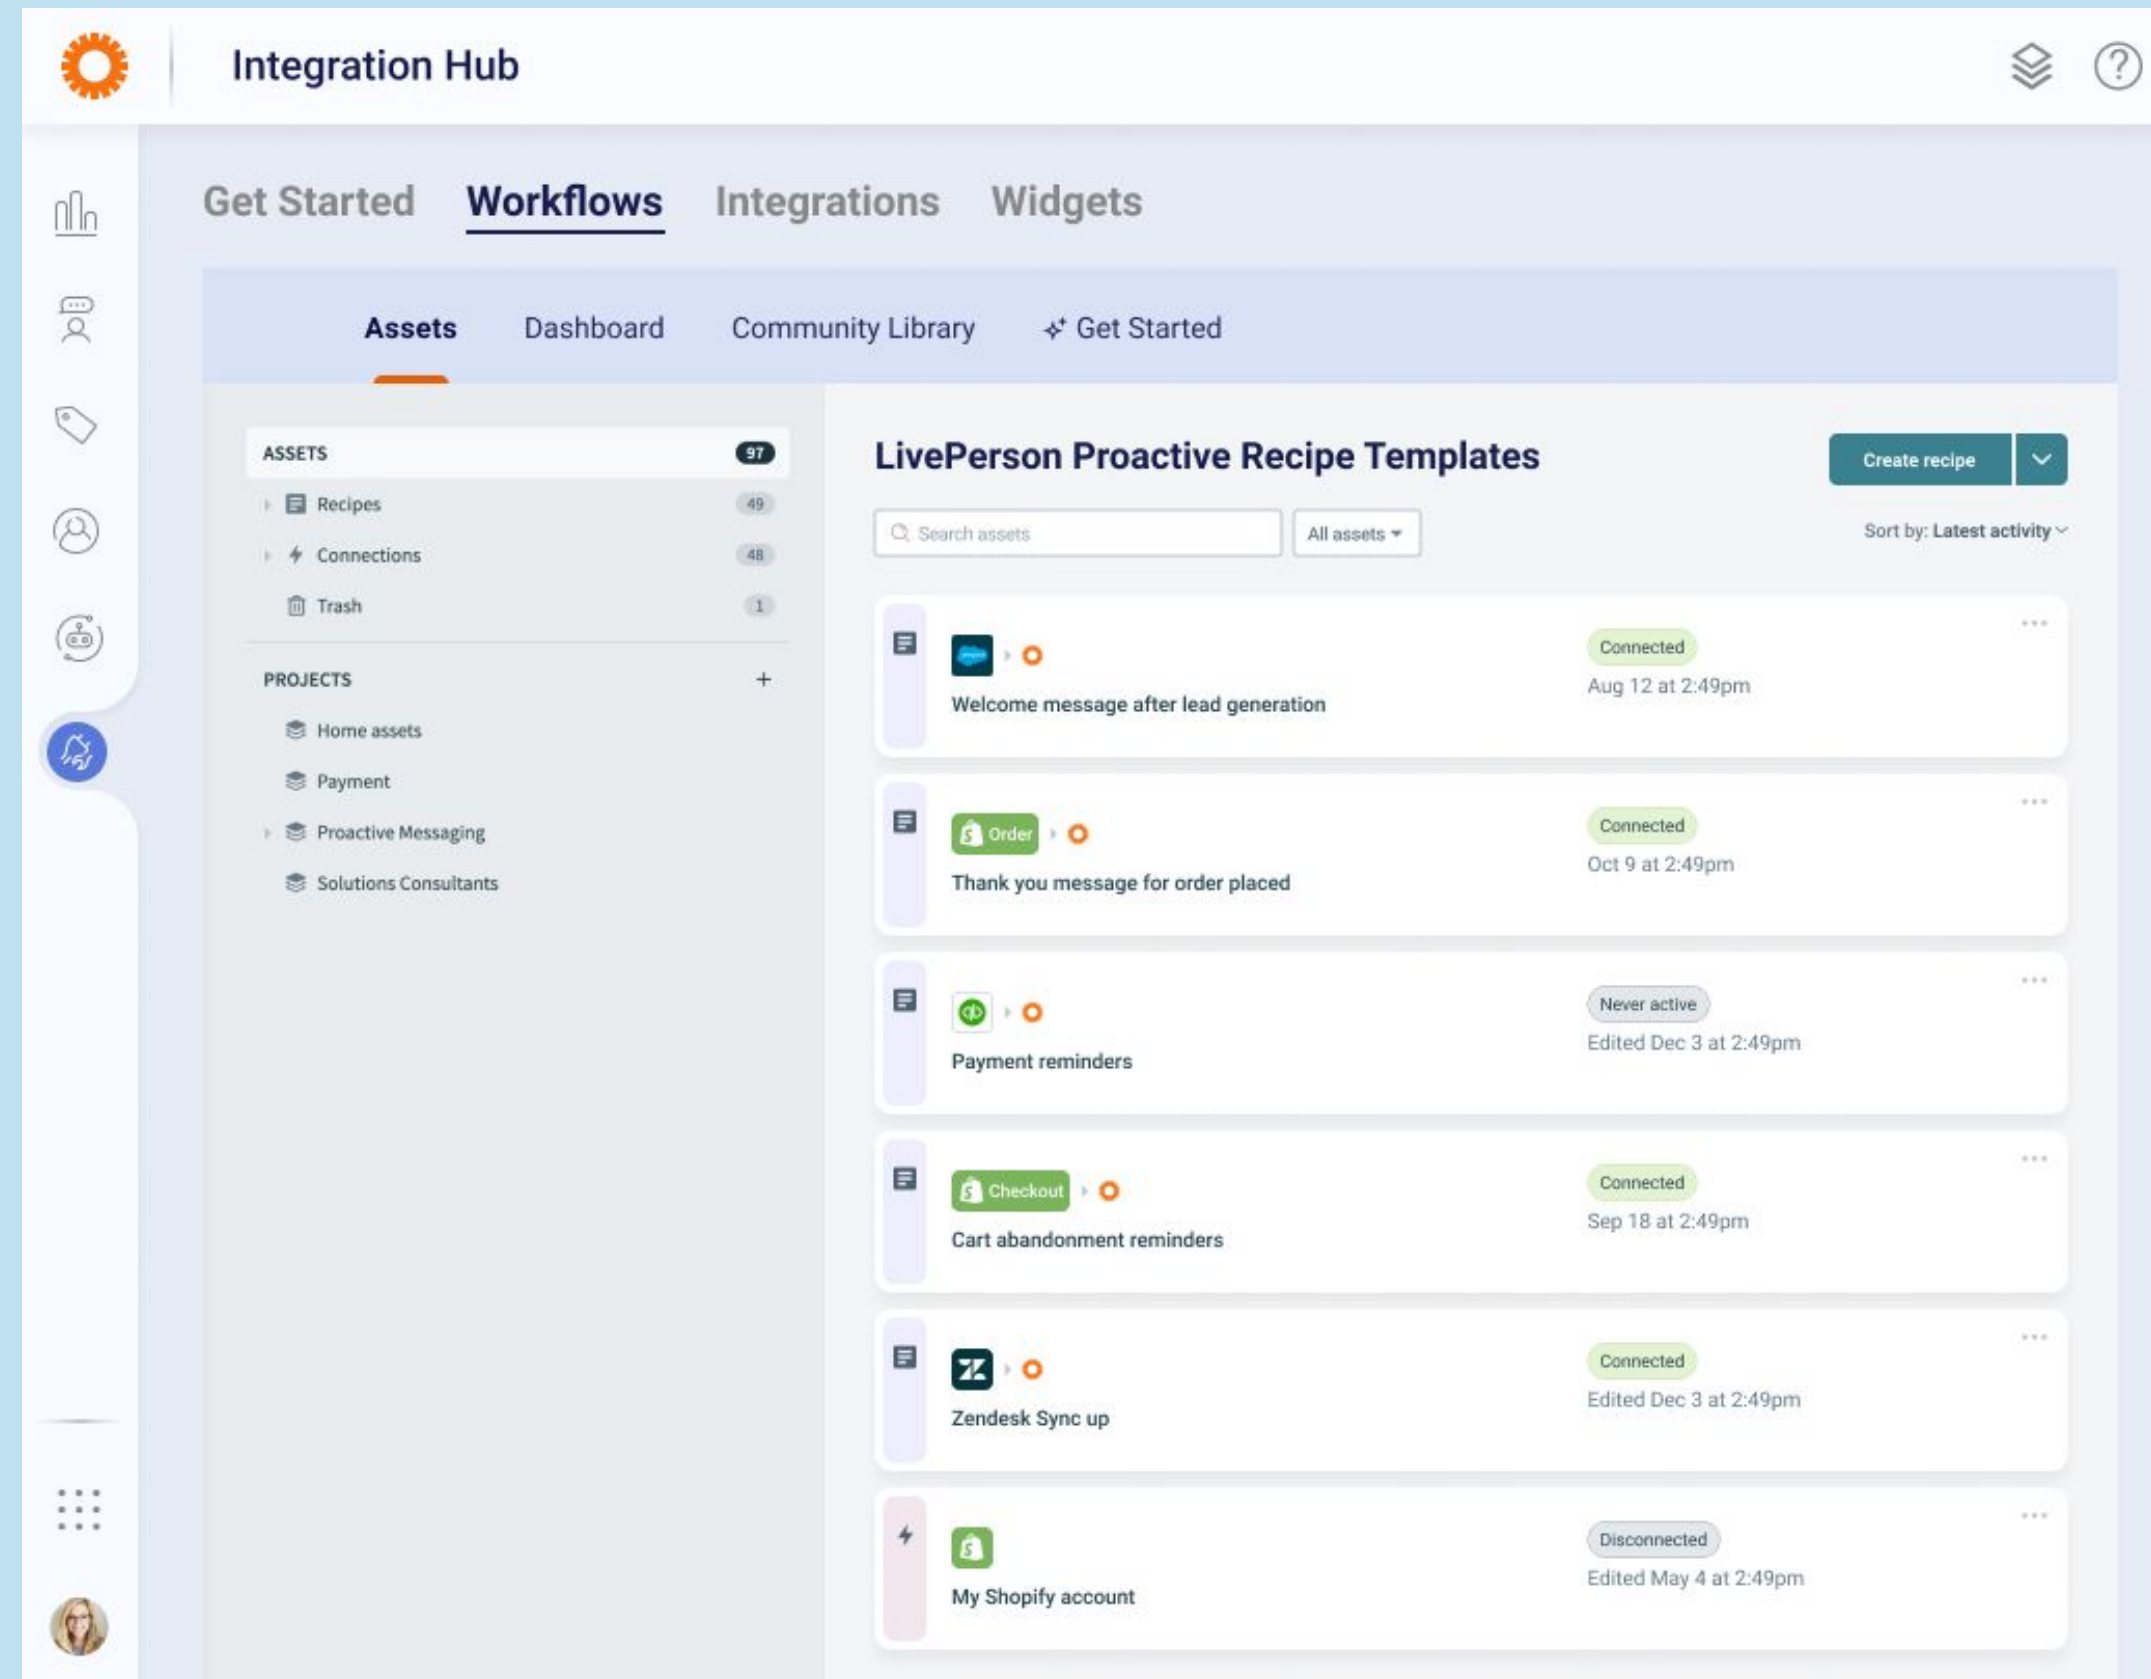 Integration Hub
Get Started Workflows Integrations Widgets
Assets Dashboard Community Library Get Started
ASSETS 97
Recipes 49
Connections 48
Trash 1
PROJECTS +
Home assets
Payment
Proactive Messaging
Solutions Consultants
LivePerson Proactive Recipe Templates
Create recipe
Search assets
All assets
Sort by: Latest activity
Connected
Aug 12 at 2:49pm
Welcome message after lead generation
Order
Connected
Oct 9 at 2:49pm
Thank you message for order placed
qb
Never active
Edited Dec 3 at 2:49pm
Payment reminders
Checkout
Connected
Sep 18 at 2:49pm
Cart abandonment reminders
Connected
Edited Dec 3 at 2:49pm
Zendesk Sync up
Disconnected
Edited May 4 at 2:49pm
My Shopify account